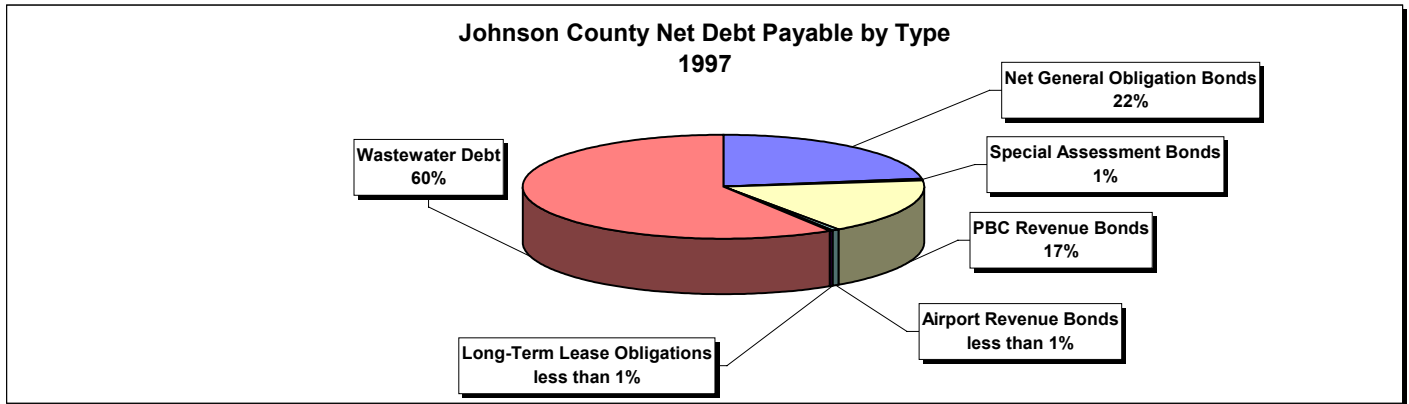 Johnson County Net Debt Payable by Type
1997
Net General Obligation Bonds
22%
Wastewater Debt
60%
Special Assessment Bonds
1%
PBC Revenue Bonds
17%
Airport Revenue Bonds
less than 1%
Long-Term Lease Obligations
less than 1%